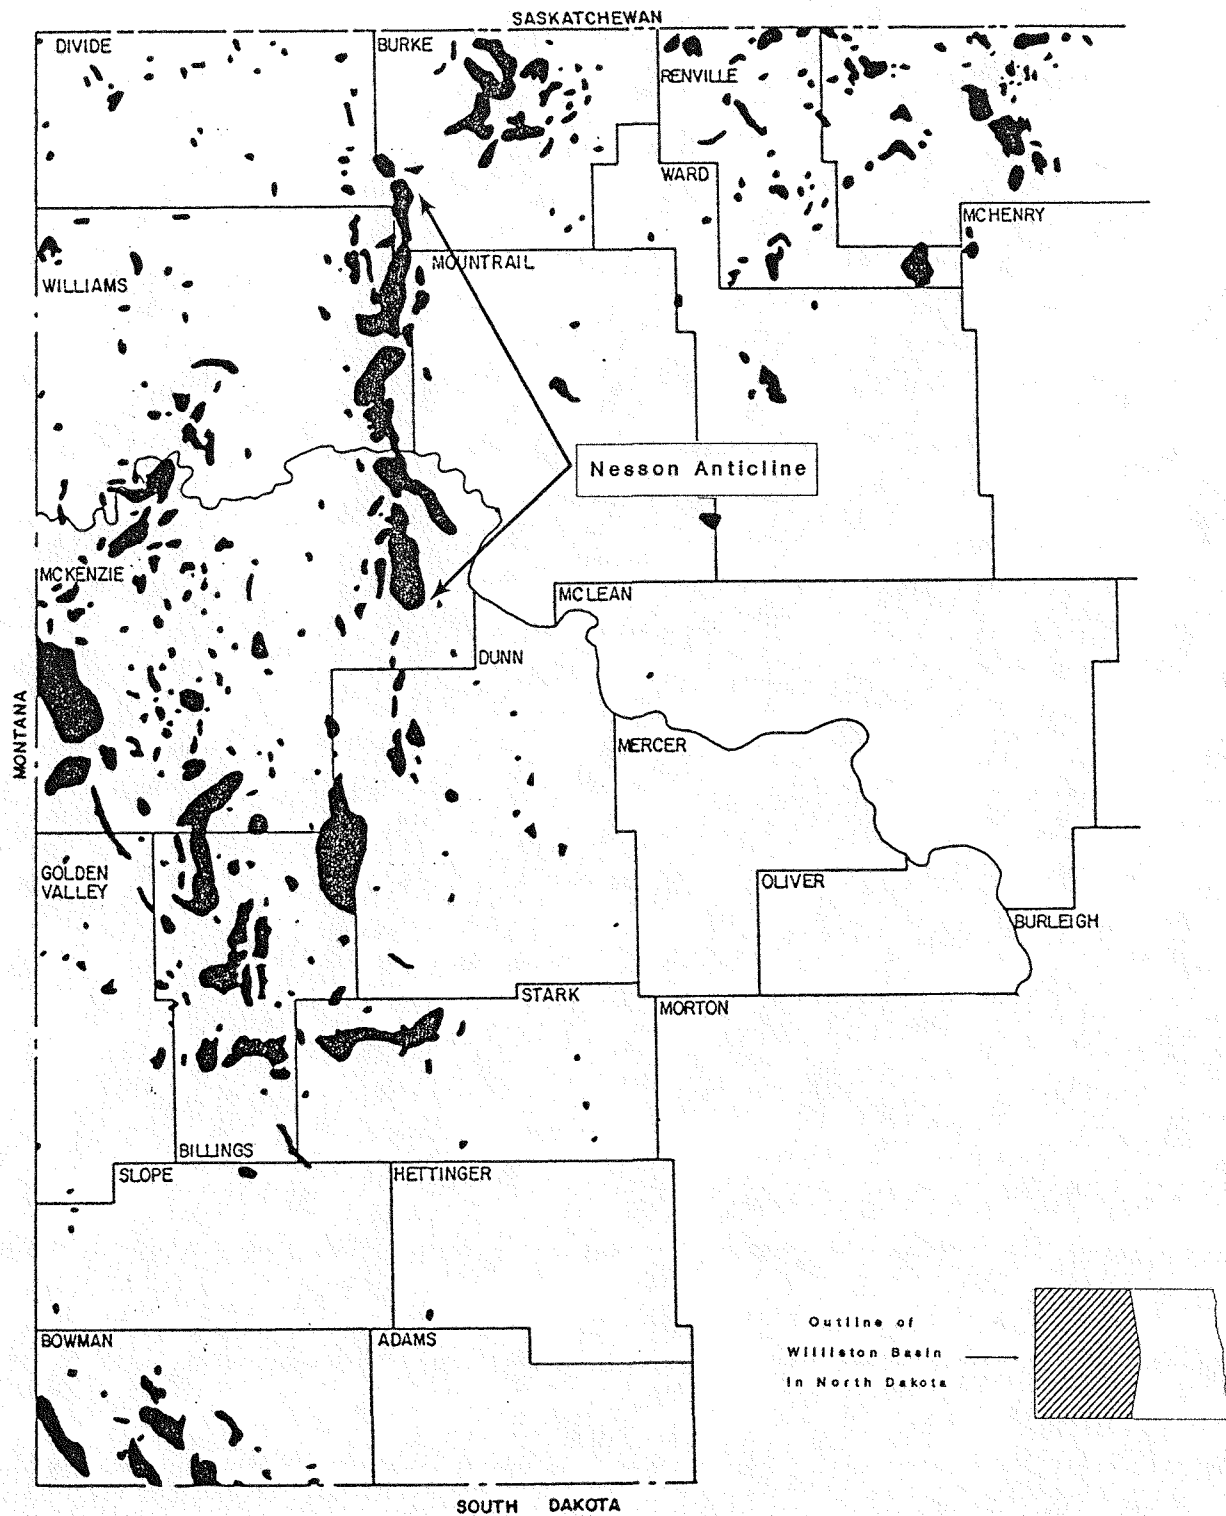 SASKATCHEWAN
DIVIDE
BURKE
RENVILLE
WARD
MCHENRY
MOUNTRAIL
WILLIAMS
Nesson Anticline
MCKENZIE
MCLEAN
DUNN
MONTANA
MERCER
GOLDEN
VALLEY
OLIVER
BURLEIGH
STARK
MORTON
BILLINGS
SLOPE
HETTINGER
Outline of
Williston Basin
in North Dakota
BOWMAN
ADAMS
SOUTH DAKOTA